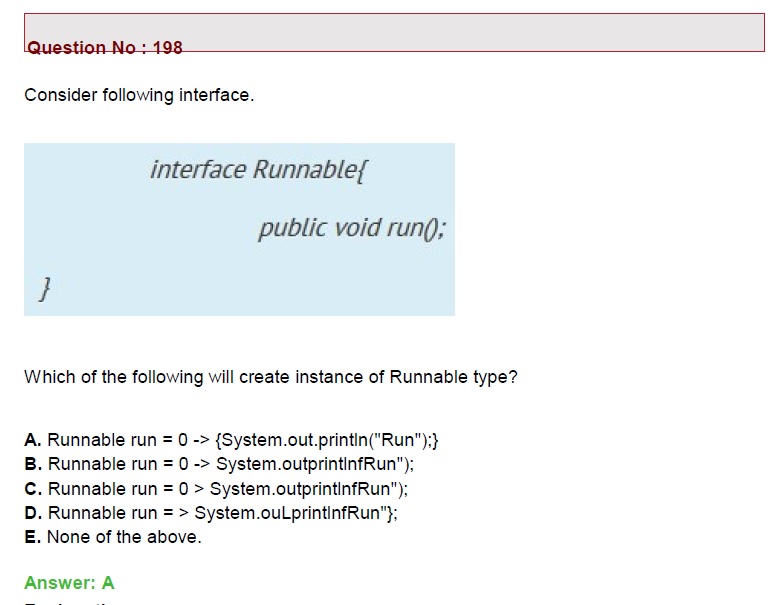 Question No : 198
Consider following interface.
interface Runnable{
public void run();
}
Which of the following will create instance of Runnable type?
A. Runnable run = 0 -> {System.out.println("Run");}
B. Runnable run = 0 -> System.outprintlnfRun");
C. Runnable run = 0 > System.outprintlnfRun");
D. Runnable run = > System.ouLprintlnfRun"};
E. None of the above.
Answer: A